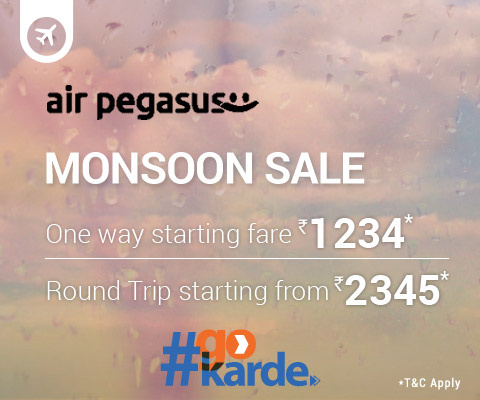 air pegasus
MONSOON SALE
One way starting fare ₹1234*
Round Trip starting from ₹2345*
#go
karde
*T&C Apply